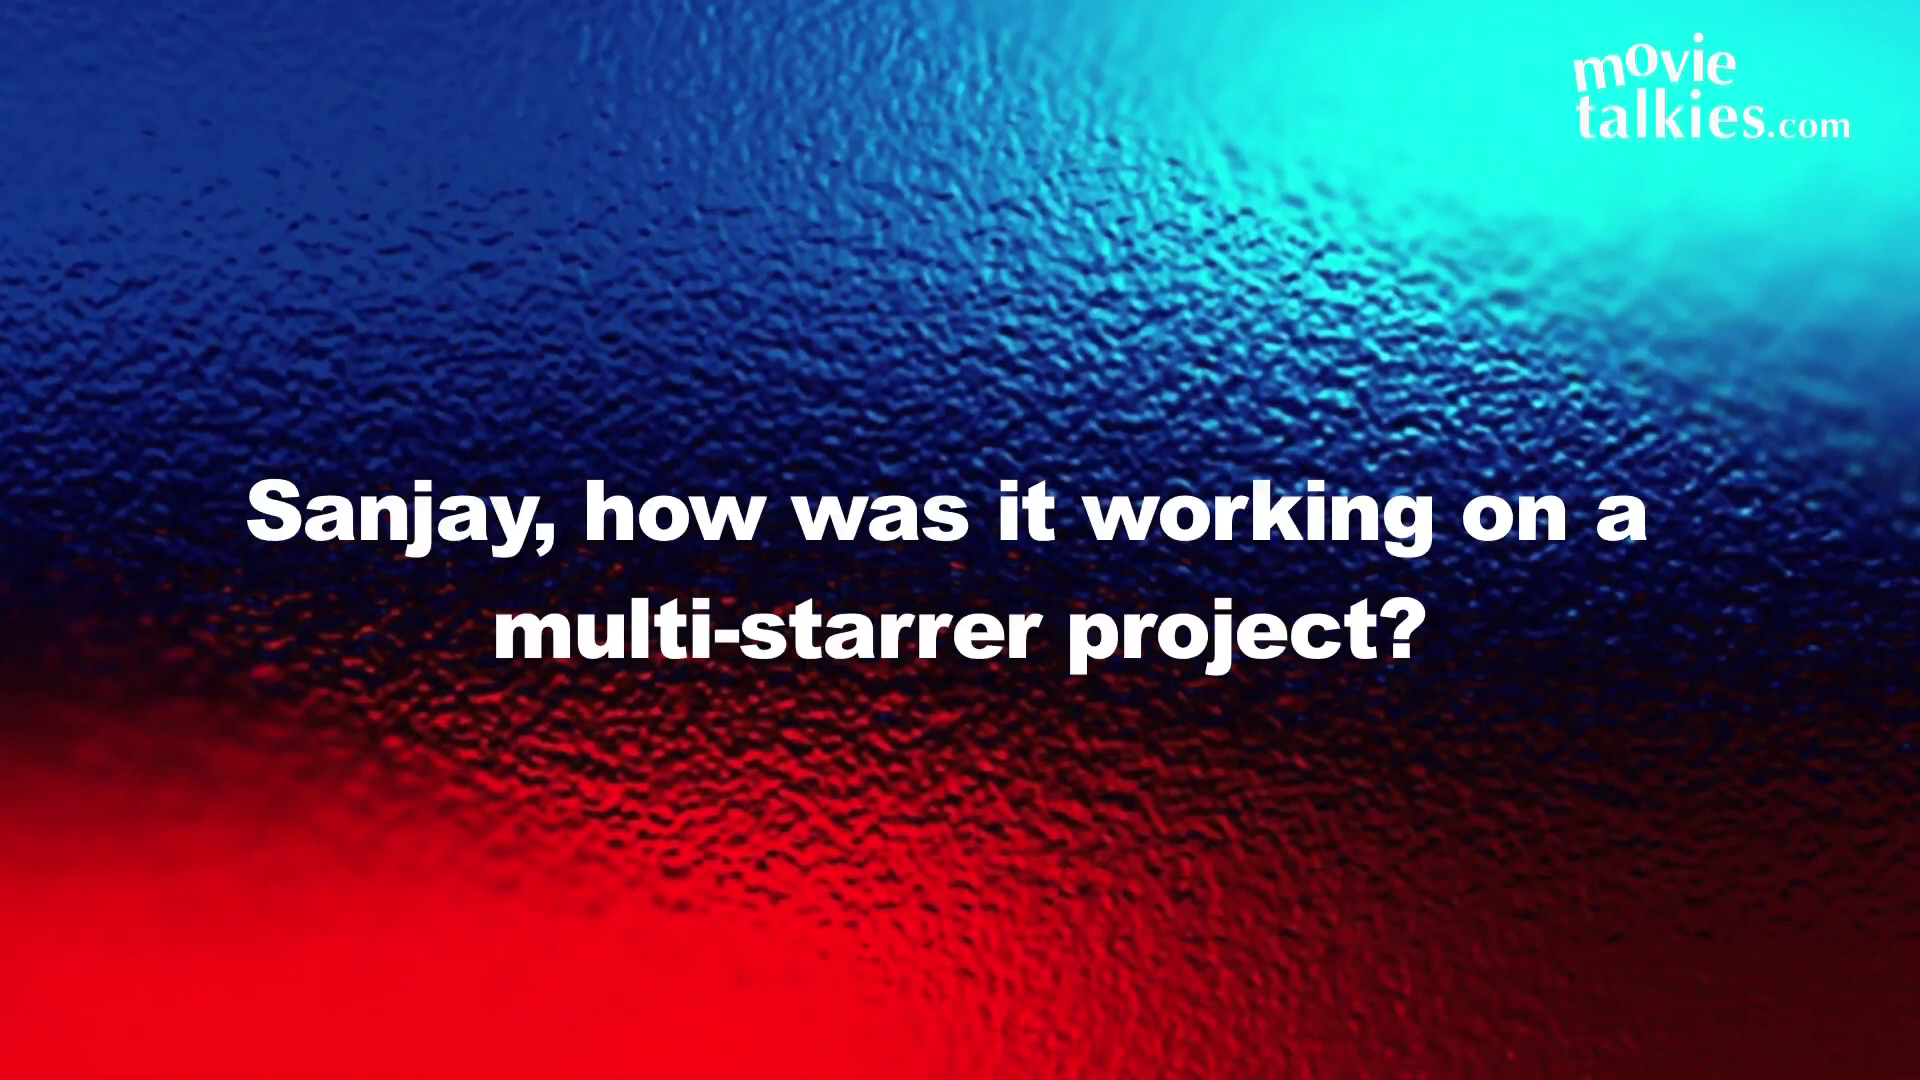 movie
talkies.com
Sanjay, how was it working on a
multi-starrer project?